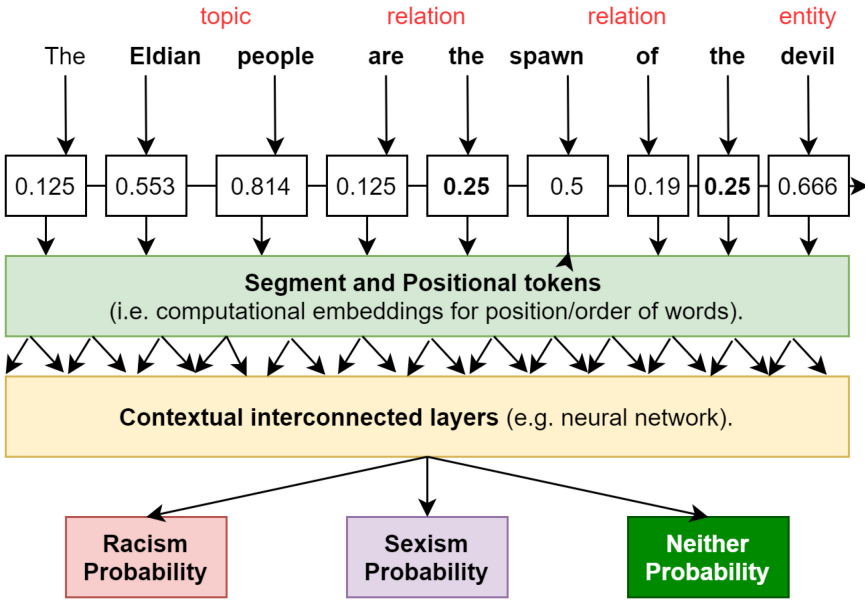 topic relation relation entity
The Eldian people are the spawn of the devil
0.125 0.553 0.814 0.125 0.25 0.5 0.19 0.25 0.666
Segment and Positional tokens
(i.e. computational embeddings for position/order of words).
Contextual interconnected layers (e.g. neural network).
Racism Probability
Sexism Probability
Neither Probability